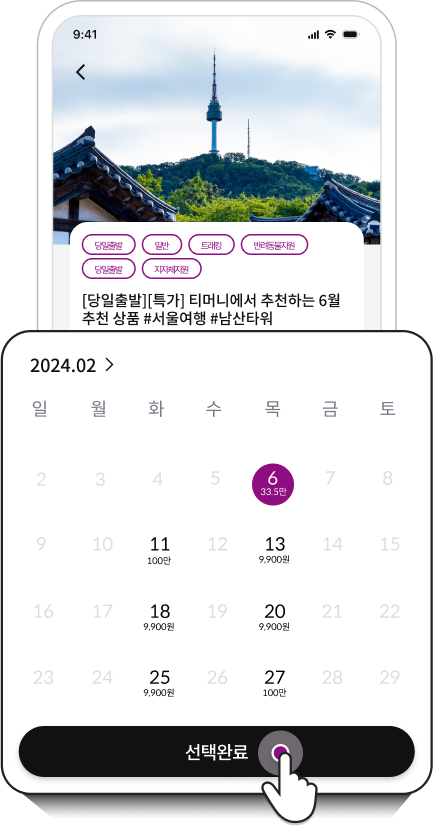 9:41
당일출발 일반 트래킹 반려동물지원
당일출발 지자체지원
[당일출발][특가] 티머니에서 추천하는 6월
추천 상품 #서울여행 #남산타워
2024.02
일 월 화 수 목 금 토
2 3 4 5 6 7 8
33.5만
9 10 11 12 13 14 15
100만 9,900원
16 17 18 19 20 21 22
9,900원 9,900원
23 24 25 26 27 28 29
9,900원 100만
선택완료